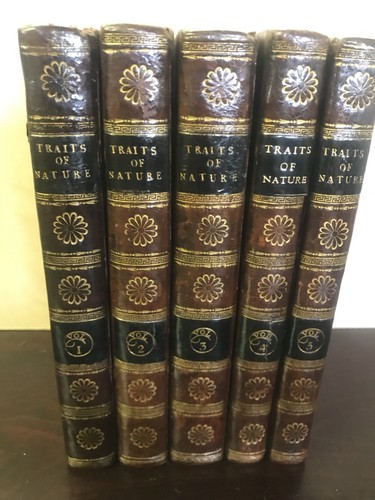 TRAITS
OF
NATURE
VOL
1
TRAITS
OF
NATURE
VOL
2
TRAITS
OF
NATURE
VOL
3
TRAITS
OF
NATURE
VOL
4
TRAITS
OF
NATURE
VOL
5